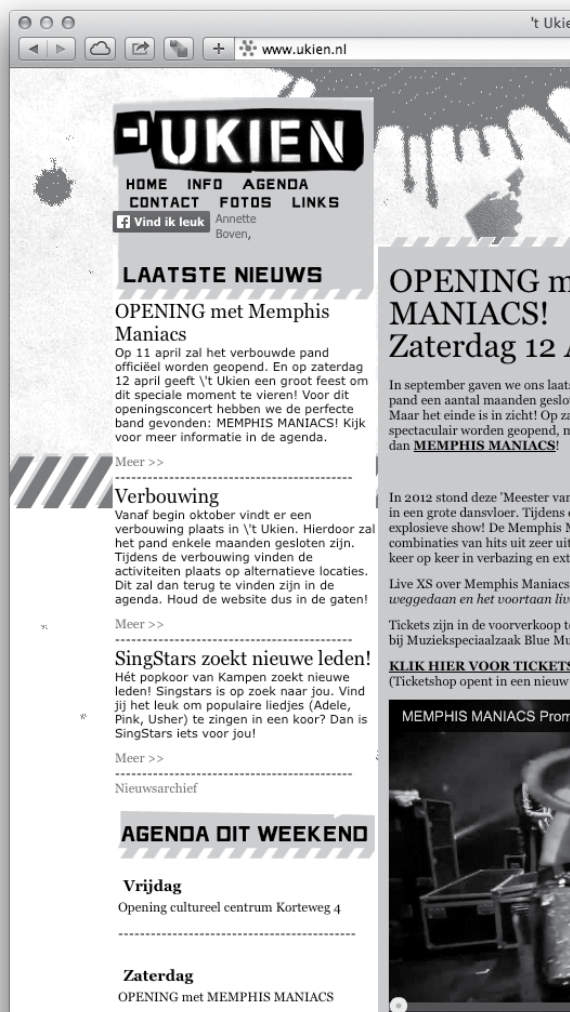 't Ukie
www.ukien.nl
'T UKIEN
HOME INFO AGENDA
CONTACT FOTOS LINKS
Vind ik leuk Annette
Boven,
LAATSTE NIEUWS
OPENING met Memphis
Maniacs
Op 11 april zal het verbouwde pand
officiëel worden geopend. En op zaterdag
12 april geeft \'t Ukien een groot feest om
dit speciale moment te vieren! Voor dit
openingsconcert hebben we de perfecte
band gevonden: MEMPHIS MANIACS! Kijk
voor meer informatie in de agenda.
Meer >>
--------------------------------------------
Verbouwing
Vanaf begin oktober vindt er een
verbouwing plaats in \'t Ukien. Hierdoor zal
het pand enkele maanden gesloten zijn.
Tijdens de verbouwing vinden de
activiteiten plaats op alternatieve locaties.
Dit zal dan terug te vinden zijn in de
agenda. Houd de website dus in de gaten!
Meer >>
--------------------------------------------
SingStars zoekt nieuwe leden!
Hét popkoor van Kampen zoekt nieuwe
leden! Singstars is op zoek naar jou. Vind
jij het leuk om populaire liedjes (Adele,
Pink, Usher) te zingen in een koor? Dan is
SingStars iets voor jou!
Meer >>
--------------------------------------------
Nieuwsarchief
AGENDA DIT WEEKEND
Vrijdag
Opening cultureel centrum Korteweg 4
--------------------------------------------
Zaterdag
OPENING met MEMPHIS MANIACS
OPENING m
MANIACS!
Zaterdag 12 A
In september gaven we ons laats
pand een aantal maanden geslo
Maar het einde is in zicht! Op za
spectaculair worden geopend, m
dan MEMPHIS MANIACS!
In 2012 stond deze 'Meester van
in een grote dansvloer. Tijdens
explosieve show! De Memphis M
combinaties van hits uit zeer uit
keer op keer in verbazing en ext
Live XS over Memphis Maniacs
weggedaan en het voortaan liv
Tickets zijn in de voorverkoop te
bij Muziekspeciaalzaak Blue Mu
KLIK HIER VOOR TICKETS
(Ticketshop opent in een nieuw
MEMPHIS MANIACS Prom